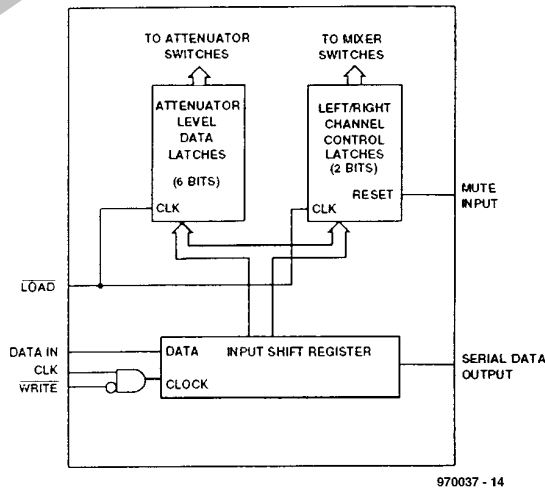 TO ATTENUATOR
SWITCHES
TO MIXER
SWITCHES
ATTENUATOR
LEVEL
DATA
LATCHES
(6 BITS)
CLK
LEFT/RIGHT
CHANNEL
CONTROL
LATCHES
(2 BITS)
RESET
CLK
MUTE
INPUT
LOAD
DATA IN
CLK
WRITE
DATA
INPUT SHIFT REGISTER
CLOCK
SERIAL DATA
OUTPUT
970037 - 14